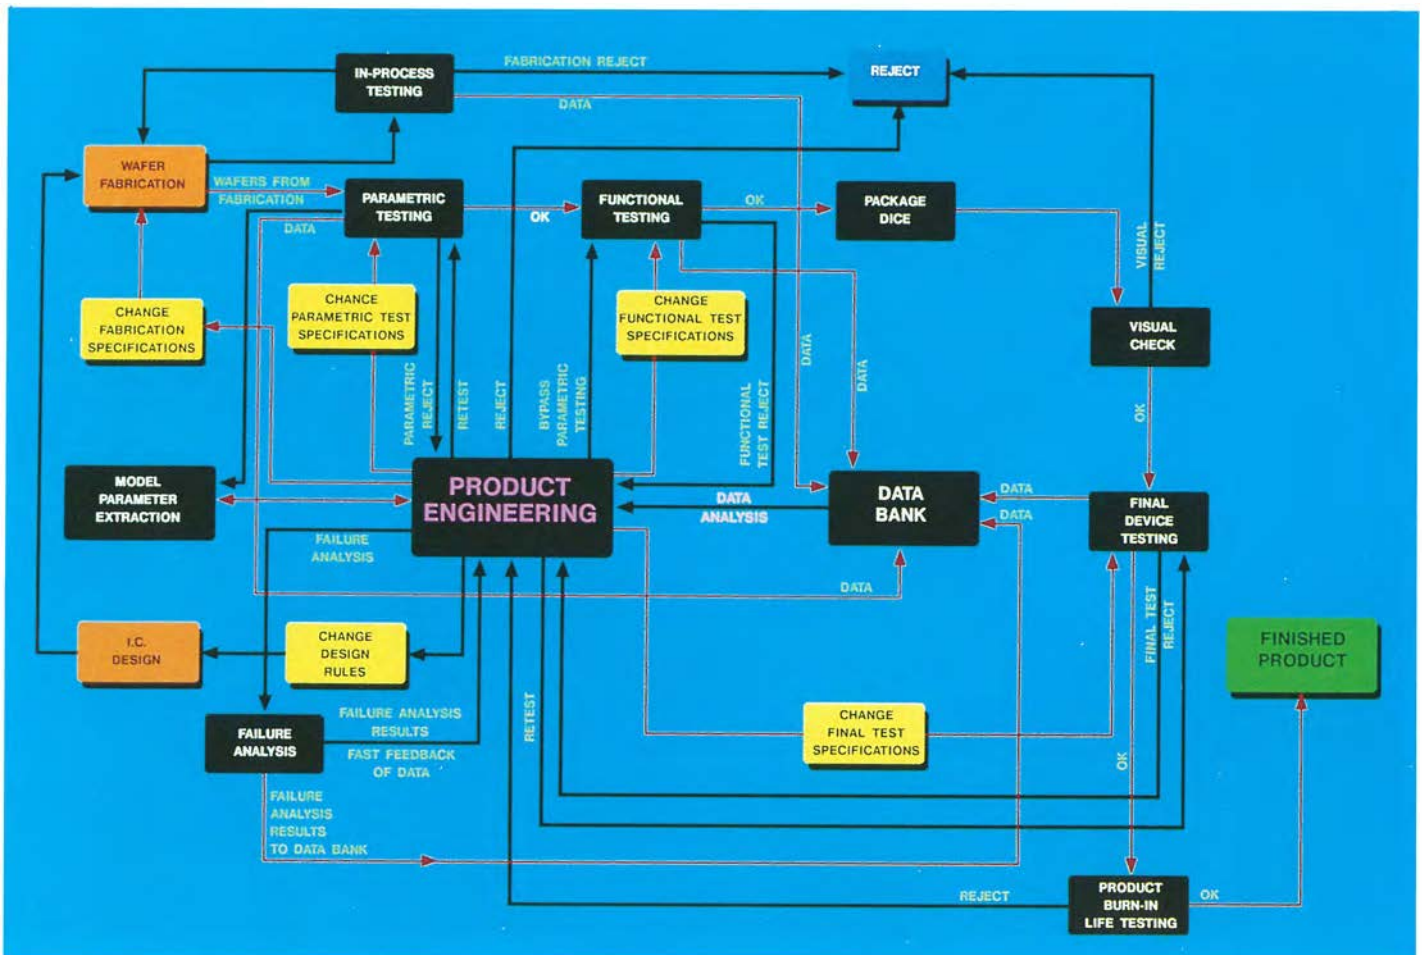 IN-PROCESS
TESTING
FABRICATION REJECT
DATA
REJECT
WAFER
FABRICATION
WAFERS FROM
FABRICATION
DATA
PARAMETRIC
TESTING
OK
FUNCTIONAL
TESTING
OK
PACKAGE
DICE
VISUAL
REJECT
CHANGE
FABRICATION
SPECIFICATIONS
CHANCE
PARAMETRIC TEST
SPECIFICATIONS
CHANGE
FUNCTIONAL TEST
SPECIFICATIONS
VISUAL
CHECK
PARAMETRIC
REJECT
RETEST
REJECT
BYPASS
PARAMETRIC
TESTING
FUNCTIONAL
TEST REJECT
DATA
DATA
OK
MODEL
PARAMETER
EXTRACTION
PRODUCT
ENGINEERING
DATA
ANALYSIS
DATA
BANK
DATA
DATA
FINAL
DEVICE
TESTING
FAILURE
ANALYSIS
DATA
I.C.
DESIGN
CHANGE
DESIGN
RULES
FINAL TEST
REJECT
FINISHED
PRODUCT
FAILURE
ANALYSIS
FAILURE ANALYSIS
RESULTS
FAST FEEDBACK
OF DATA
RETEST
CHANGE
FINAL TEST
SPECIFICATIONS
OK
FAILURE
ANALYSIS
RESULTS
TO DATA BANK
REJECT
PRODUCT
BURN-IN
LIFE TESTING
OK